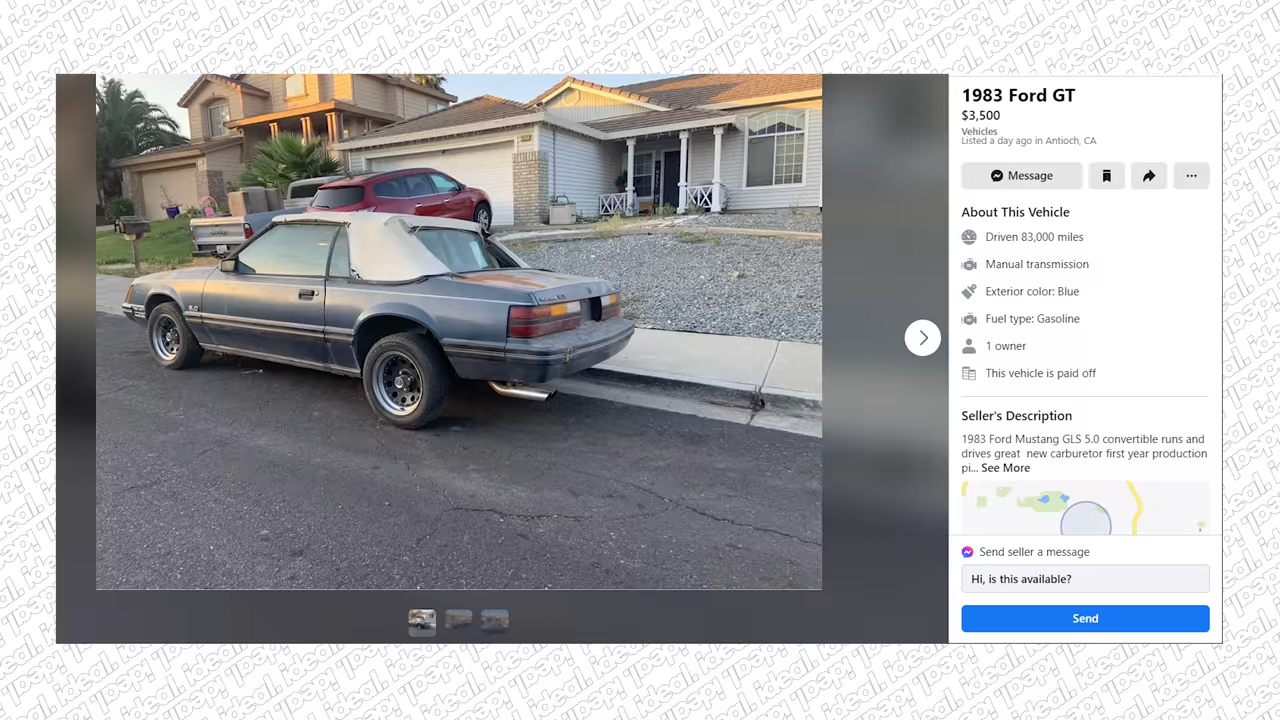 1983 Ford GT
$3,500
Vehicles
Listed a day ago in Antioch, CA
Message
About This Vehicle
Driven 83,000 miles
Manual transmission
Exterior color: Blue
Fuel type: Gasoline
1 owner
This vehicle is paid off
Seller's Description
1983 Ford Mustang GLS 5.0 convertible runs and
drives great new carburetor first year production
pi... See More
Send seller a message
Hi, is this available?
Send
5.0
ideal.